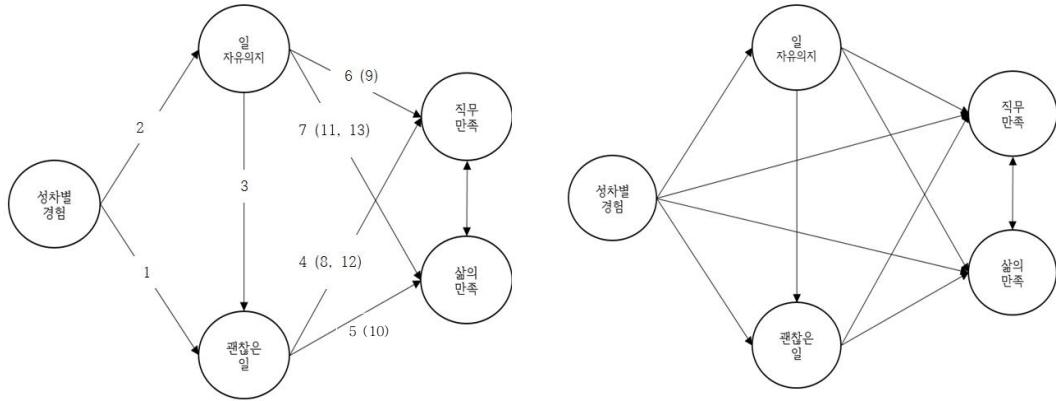 일
자유의지
6 (9)
직무
만족
2
7 (11, 13)
3
성차별
경험
4 (8, 12)
삶의
만족
1
5 (10)
괜찮은
일
일
자유의지
직무
만족
성차별
경험
삶의
만족
괜찮은
일